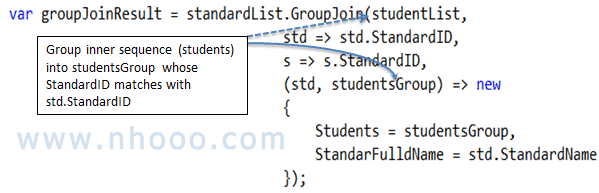 var groupJoinResult = standardList.GroupJoin(studentList,
std => std.StandardID,
s => s.StandardID,
(std, studentsGroup) => new
{
Students = studentsGroup,
StandarFulldName = std.StandardName
});
Group inner sequence (students)
into studentsGroup whose
StandardID matches with
std.StandardID
www.nhooo.com